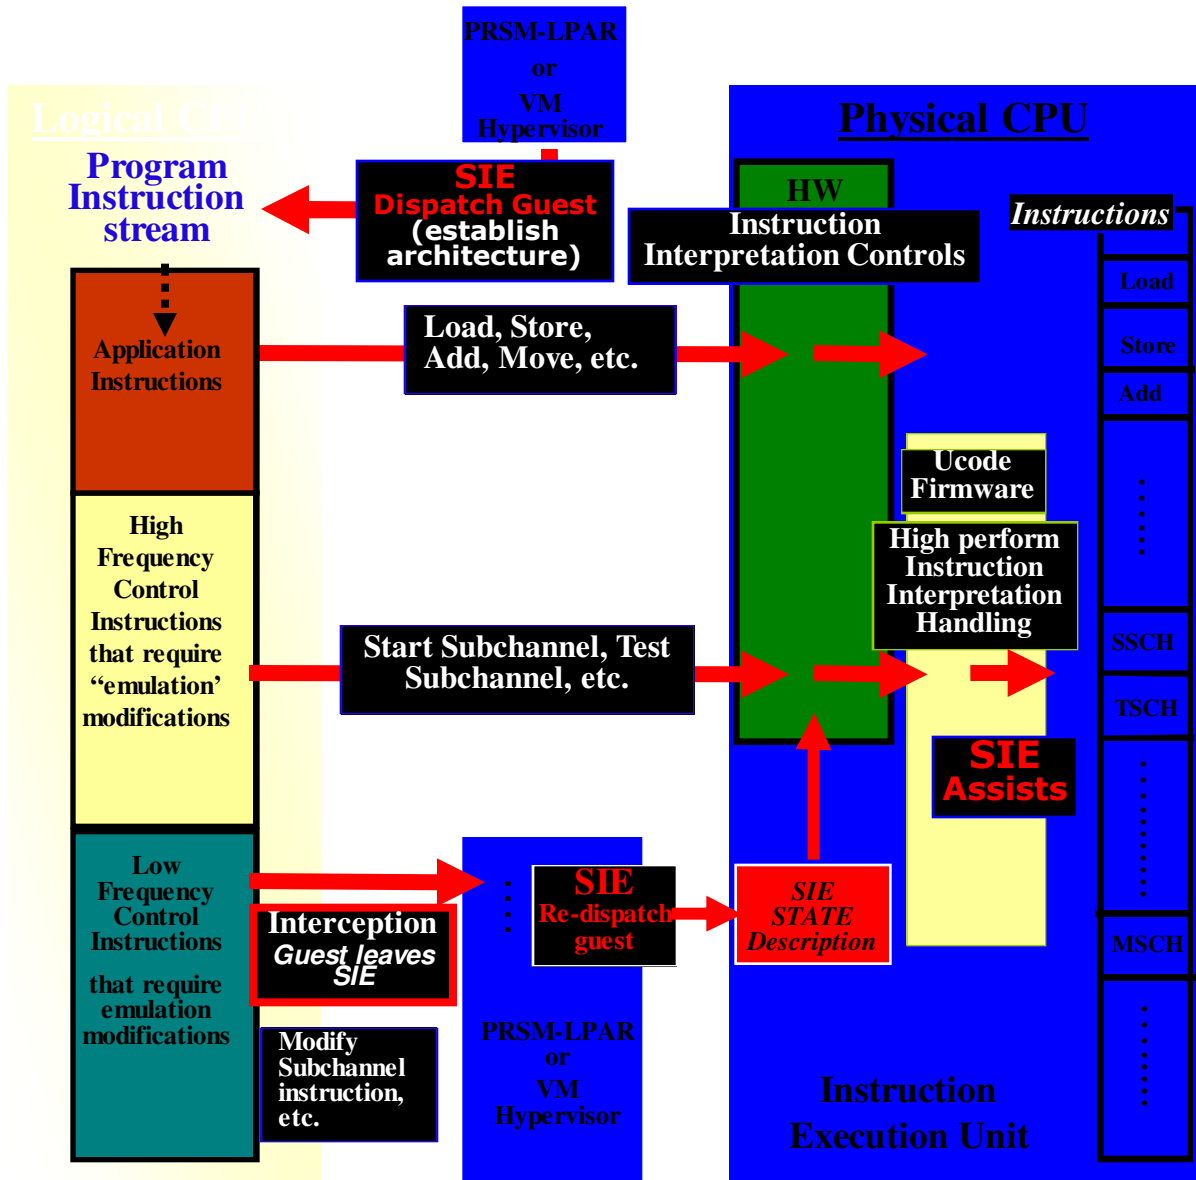 PRSM-LPAR
or
VM
Hypervisor
Logical CP
Physical CPU
Program
Instruction
stream
SIE
Dispatch Guest
(establish
architecture)
HW
Instruction
Interpretation Controls
Instructions
Load
Store
Add
Application
Instructions
Load, Store,
Add, Move, etc.
Ucode
Firmware
High perform
Instruction
Interpretation
Handling
High
Frequency
Control
Instructions
that require
“emulation’
modifications
Start Subchannel, Test
Subchannel, etc.
SSCH
TSCH
SIE
Assists
Low
Frequency
Control
Instructions
that require
emulation
modifications
Interception
Guest leaves
SIE
SIE
Re-dispatch
guest
SIE
STATE
Description
MSCH
Modify
Subchannel
instruction,
etc.
PRSM-LPAR
or
VM
Hypervisor
Instruction
Execution Unit